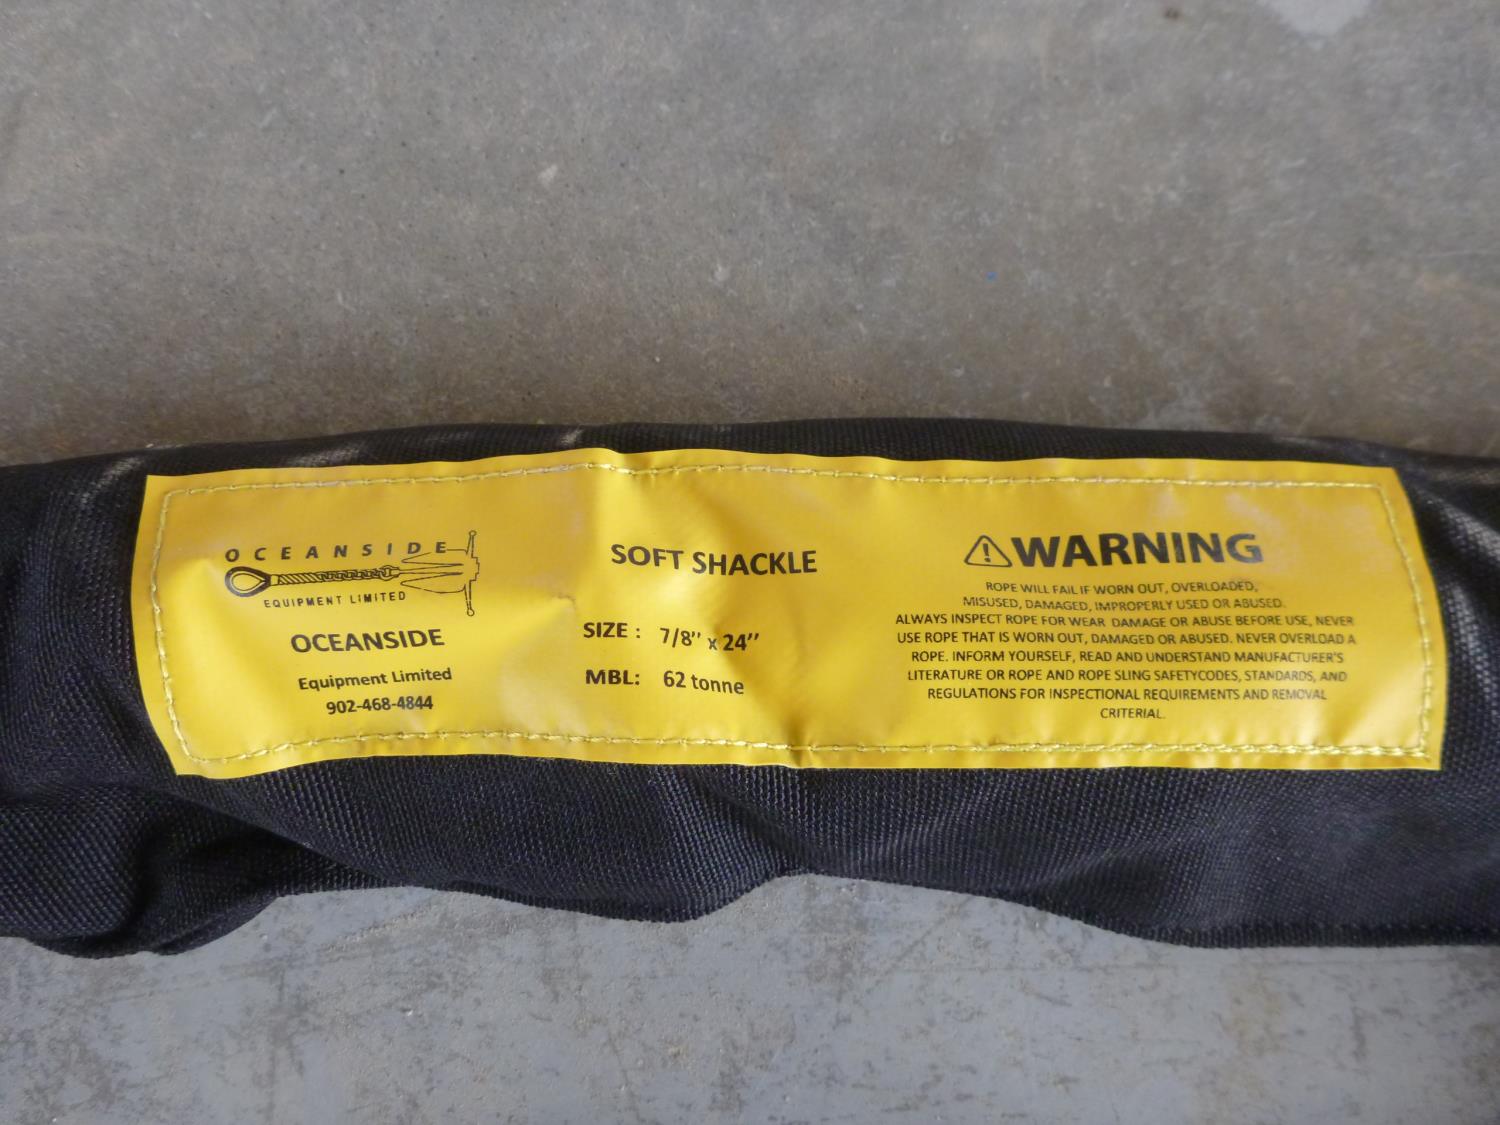 OCEANSIDE
EQUIPMENT LIMITED
OCEANSIDE
Equipment Limited
902-468-4844
SOFT SHACKLE
SIZE : 7/8" x 24"
MBL: 62 tonne
WARNING
ROPE WILL FAIL IF WORN OUT, OVERLOADED,
MISUSED, DAMAGED, IMPROPERLY USED OR ABUSED.
ALWAYS INSPECT ROPE FOR WEAR DAMAGE OR ABUSE BEFORE USE, NEVER
USE ROPE THAT IS WORN OUT, DAMAGED OR ABUSED. NEVER OVERLOAD A
ROPE. INFORM YOURSELF, READ AND UNDERSTAND MANUFACTURER'S
LITERATURE OR ROPE AND ROPE SLING SAFETYCODES, STANDARDS, AND
REGULATIONS FOR INSPECTIONAL REQUIREMENTS AND REMOVAL
CRITERIAL.